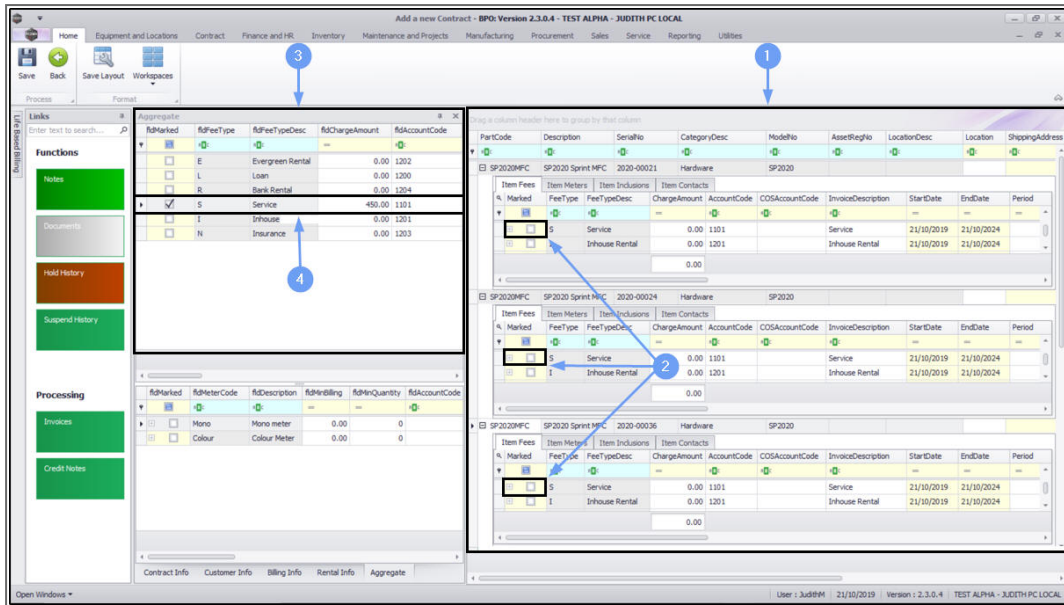 Add a new Contract - BPO: Version 2.3.0.4 - TEST ALPHA - JUDITH PC LOCAL
Home Equipment and Locations Contract Finance and HR Inventory Maintenance and Projects Manufacturing Procurement Sales Service Reporting Utilities
Save Back Save Layout Workspaces
Process Format
3
1
Life Based Billing
Links
Enter text to search...
Functions
Notes
Documents
Hold History
Suspend History
Processing
Invoices
Credit Notes
Aggregate
fldMarked fldFeeType fldFeeTypeDesc fldChargeAmount fldAccountCode
E Evergreen Rental 0.00 1202
L Loan 0.00 1200
R Bank Rental 0.00 1204
S Service 450.00 1101
I Inhouse 0.00 1201
N Insurance 0.00 1203
4
fldMarked fldMeterCode fldDescription fldMinBilling fldMinQuantity fldAccountCode
Mono Mono meter 0.00 0
Colour Colour Meter 0.00 0
Contract Info Customer Info Billing Info Rental Info Aggregate
Drag a column header here to group by that column
PartCode Description SerialNo CategoryDesc ModelNo AssetRegNo LocationDesc Location ShippingAddress
SP2020MFC SP2020 Sprint MFC 2020-00021 Hardware SP2020
Item Fees Item Meters Item Inclusions Item Contacts
Marked FeeType FeeTypeDesc ChargeAmount AccountCode COSAccountCode InvoiceDescription StartDate EndDate Period
S Service 0.00 1101 Service 21/10/2019 21/10/2024
Inhouse Rental 0.00 1201 Inhouse Rental 21/10/2019 21/10/2024
0.00
SP2020MFC SP2020 Sprint MFC 2020-00024 Hardware SP2020
Item Fees Item Meters Item Inclusions Item Contacts
Marked FeeType FeeTypeDesc ChargeAmount AccountCode COSAccountCode InvoiceDescription StartDate EndDate Period
S Service 0.00 1101 Service 21/10/2019 21/10/2024
I Inhouse Rental 0.00 1201 Inhouse Rental 21/10/2019 21/10/2024
2
0.00
SP2020MFC SP2020 Sprint MFC 2020-00036 Hardware SP2020
Item Fees Item Meters Item Inclusions Item Contacts
Marked FeeType FeeTypeDesc ChargeAmount AccountCode COSAccountCode InvoiceDescription StartDate EndDate Period
S Service 0.00 1101 Service 21/10/2019 21/10/2024
I Inhouse Rental 0.00 1201 Inhouse Rental 21/10/2019 21/10/2024
0.00
Open Windows User : JudithM 21/10/2019 Version : 2.3.0.4 TEST ALPHA - JUDITH PC LOCAL